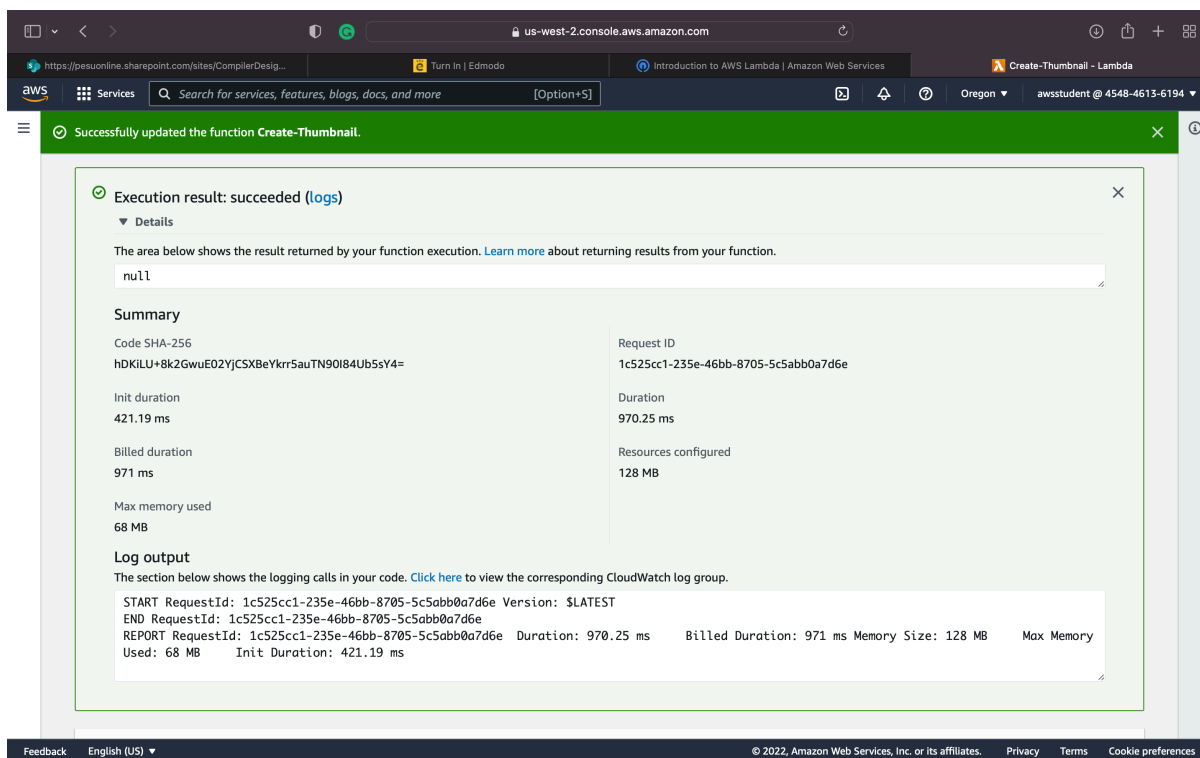 us-west-2.console.aws.amazon.com
https://pesuonline.sharepoint.com/sites/CompilerDesig...
Turn In | Edmodo
Introduction to AWS Lambda | Amazon Web Services
Create-Thumbnail - Lambda
aws
Services
Search for services, features, blogs, docs, and more
[Option+S]
Oregon
awsstudent @ 4548-4613-6194
Successfully updated the function Create-Thumbnail.
Execution result: succeeded (logs)
Details
The area below shows the result returned by your function execution. Learn more about returning results from your function.
null
Summary
Code SHA-256
hDKiLU+8k2GwuE02YjCSXBeYkrr5auTN90I84Ub5sY4=
Request ID
1c525cc1-235e-46bb-8705-5c5abb0a7d6e
Init duration
421.19 ms
Duration
970.25 ms
Billed duration
971 ms
Resources configured
128 MB
Max memory used
68 MB
Log output
The section below shows the logging calls in your code. Click here to view the corresponding CloudWatch log group.
START RequestId: 1c525cc1-235e-46bb-8705-5c5abb0a7d6e Version: $LATEST
END RequestId: 1c525cc1-235e-46bb-8705-5c5abb0a7d6e
REPORT RequestId: 1c525cc1-235e-46bb-8705-5c5abb0a7d6e Duration: 970.25 ms Billed Duration: 971 ms Memory Size: 128 MB Max Memory
Used: 68 MB Init Duration: 421.19 ms
Feedback
English (US)
© 2022, Amazon Web Services, Inc. or its affiliates.
Privacy
Terms
Cookie preferences